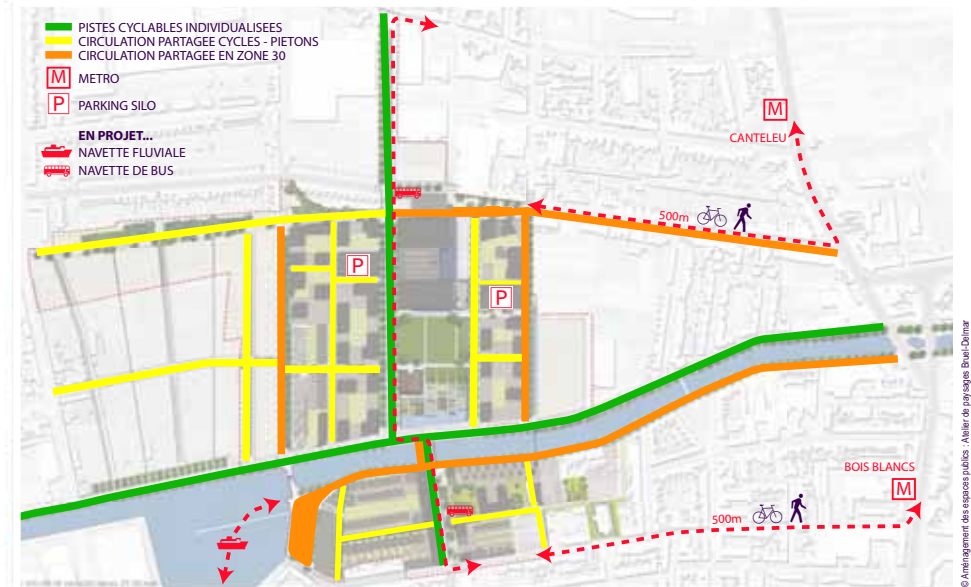 PISTES CYCLABLES INDIVIDUALISEES
CIRCULATION PARTAGEE CYCLES - PIETONS
CIRCULATION PARTAGEE EN ZONE 30
M METRO
P PARKING SILO
EN PROJET...
NAVETTE FLUVIALE
NAVETTE DE BUS
M
CANTELEU
500m
P
P
BOIS BLANCS
M
500m
© Aménagement des espaces publics : Atelier de paysages Bruel-Delmar